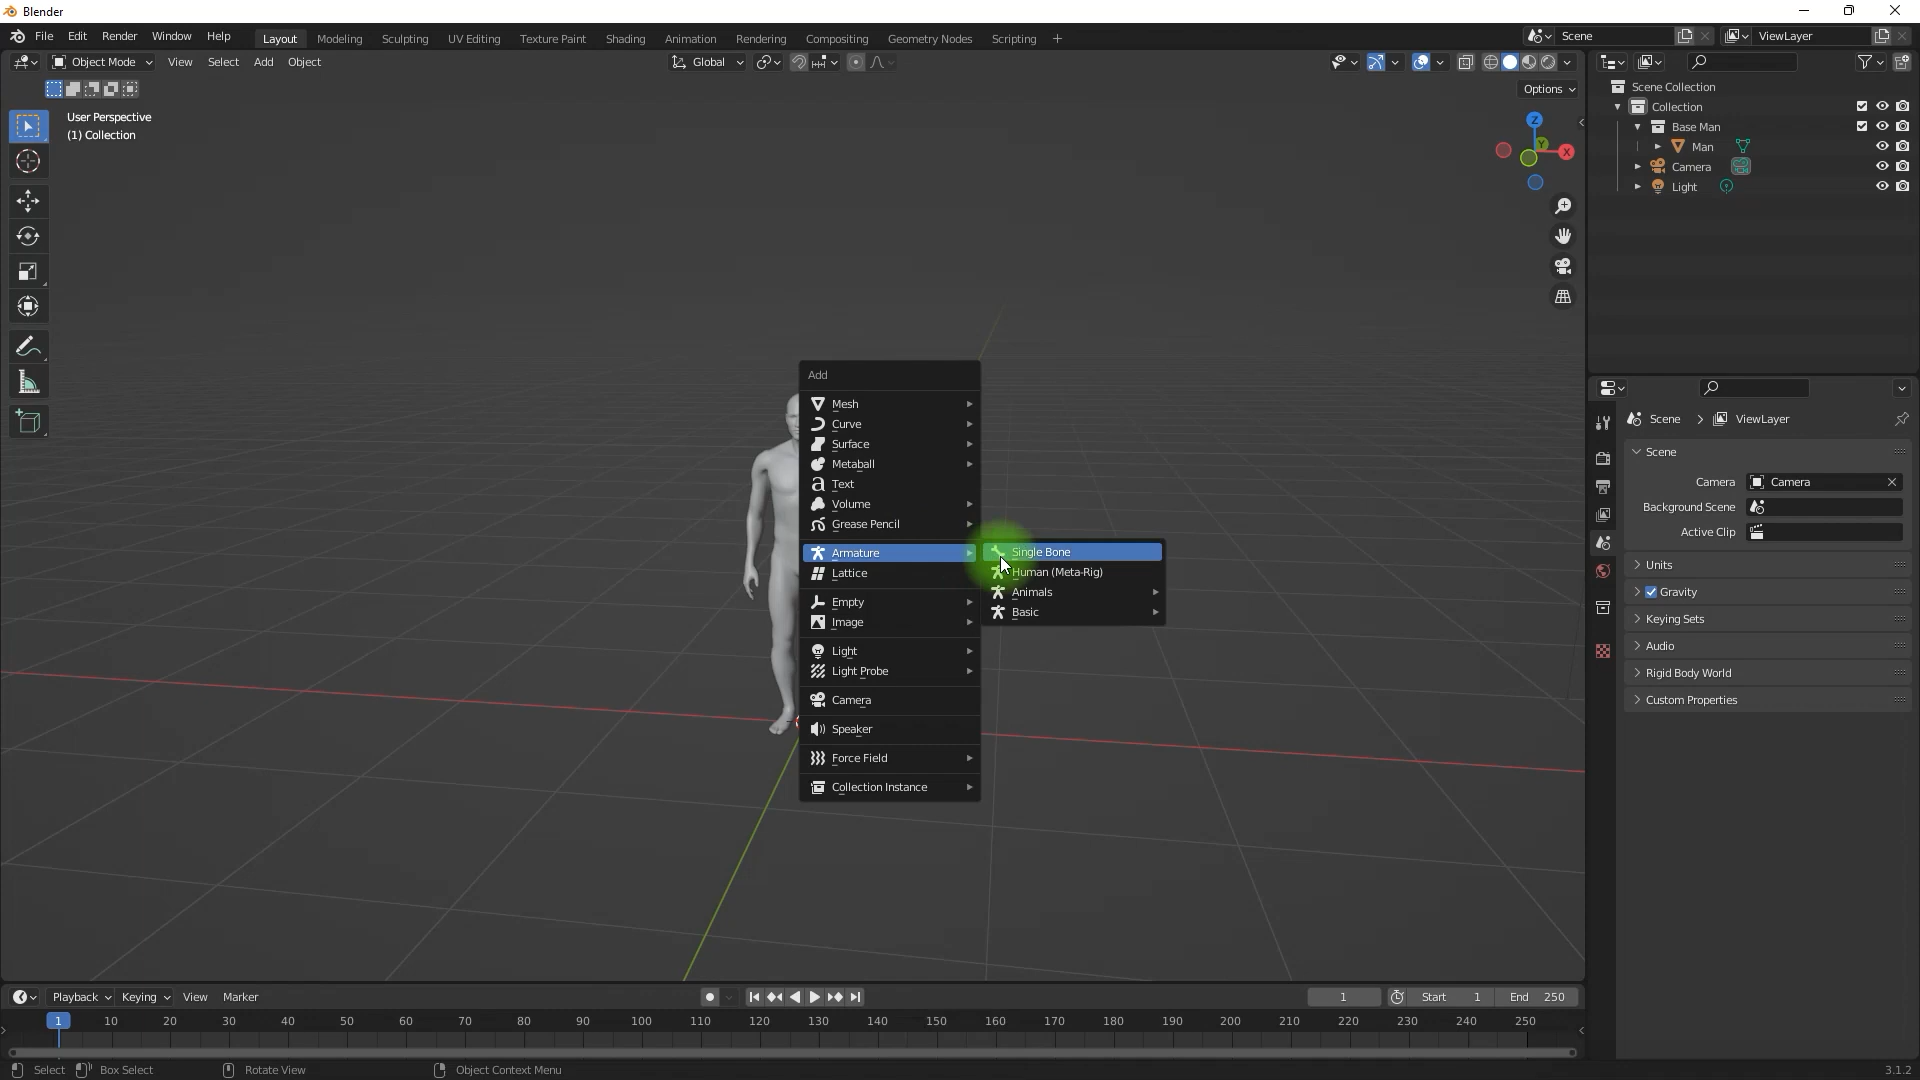 Blender
File Edit Render Window Help Layout Modeling Sculpting UV Editing Texture Paint Shading Animation Rendering Compositing Geometry Nodes Scripting + Scene ViewLayer
Object Mode View Select Add Object Global
Options
User Perspective
(1) Collection
Z
Y
X
Scene Collection
Collection
Base Man
Man
Camera
Light
Add
Mesh
Curve
Surface
Metaball
Text
Volume
Grease Pencil
Armature
Lattice
Empty
Image
Light
Light Probe
Camera
Speaker
Force Field
Collection Instance
Single Bone
Human (Meta-Rig)
Animals
Basic
Scene > ViewLayer
Scene
Camera Camera
Background Scene
Active Clip
Units
Gravity
Keying Sets
Audio
Rigid Body World
Custom Properties
Playback Keying View Marker 1 Start 1 End 250
1 10 20 30 40 50 60 70 80 90 100 110 120 130 140 150 160 170 180 190 200 210 220 230 240 250
Select Box Select Rotate View Object Context Menu 3.1.2